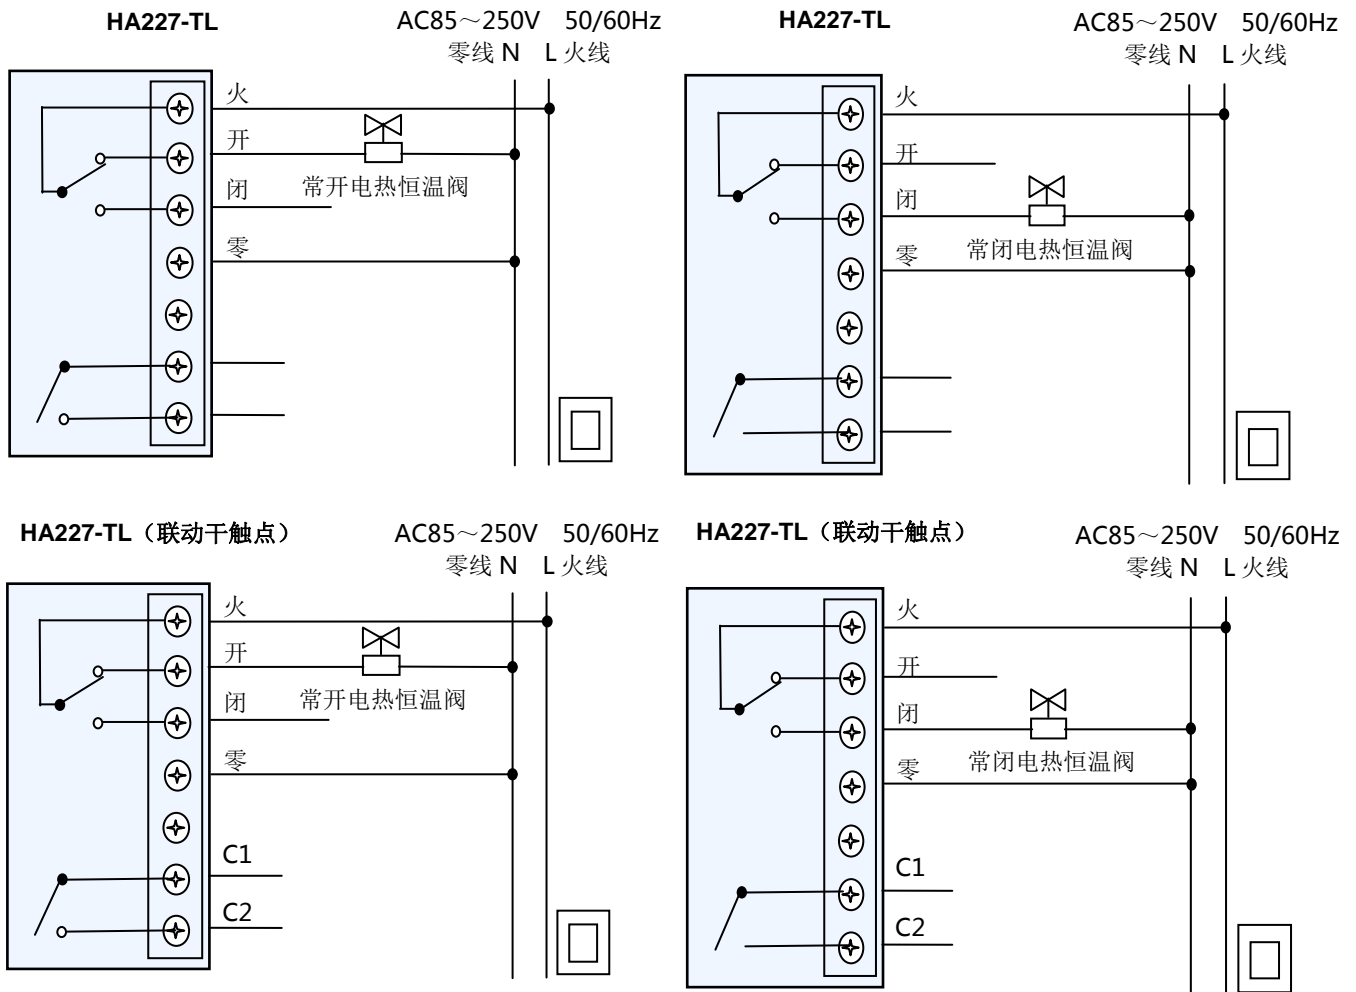 HA227-TL
AC85～250V 50/60Hz
零线 N L 火线
火
开
常开电热恒温阀
闭
零
HA227-TL
AC85～250V 50/60Hz
零线 N L 火线
火
开
闭
常闭电热恒温阀
零
HA227-TL（联动干触点）
AC85～250V 50/60Hz
零线 N L 火线
火
开
常开电热恒温阀
闭
零
C1
C2
HA227-TL（联动干触点）
AC85～250V 50/60Hz
零线 N L 火线
火
开
闭
常闭电热恒温阀
零
C1
C2